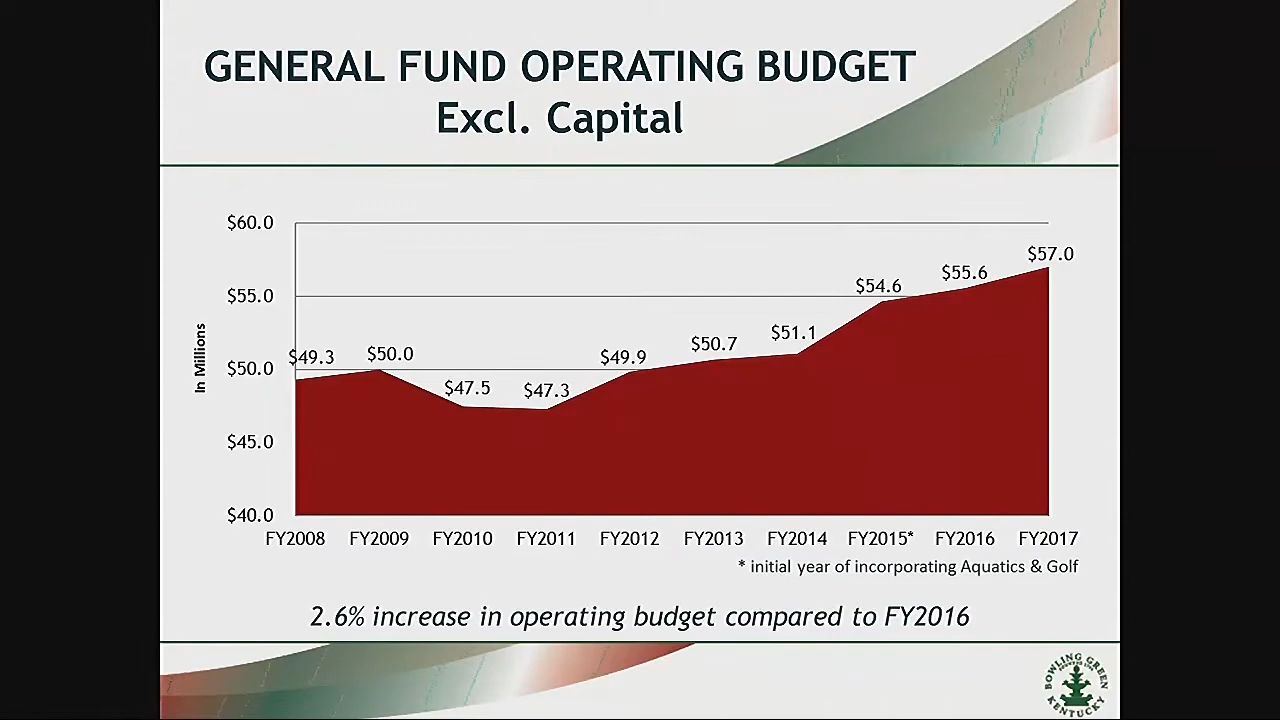 GENERAL FUND OPERATING BUDGET
Excl. Capital
$60.0
$55.0
$50.0
$45.0
$40.0
In Millions
$49.3
$50.0
$47.5
$47.3
$49.9
$50.7
$51.1
$54.6
$55.6
$57.0
FY2008 FY2009 FY2010 FY2011 FY2012 FY2013 FY2014 FY2015* FY2016 FY2017
* initial year of incorporating Aquatics & Golf
2.6% increase in operating budget compared to FY2016
BOWLING GREEN
KENTUCKY